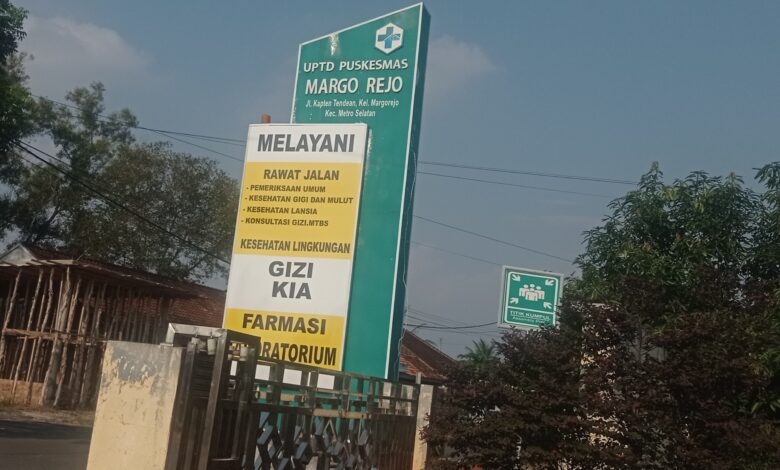 UPTD PUSKESMAS
MARGO REJO
Jl. Kapten Tendean, Kel. Margorejo
Kec. Metro Selatan
MELAYANI
RAWAT JALAN
- PEMERIKSAAN UMUM
- KESEHATAN GIGI DAN MULUT
- KESEHATAN LANSIA
- KONSULTASI GIZI.MTBS
KESEHATAN LINGKUNGAN
GIZI
KIA
FARMASI
RATORIUM
TITIK KUMPUL